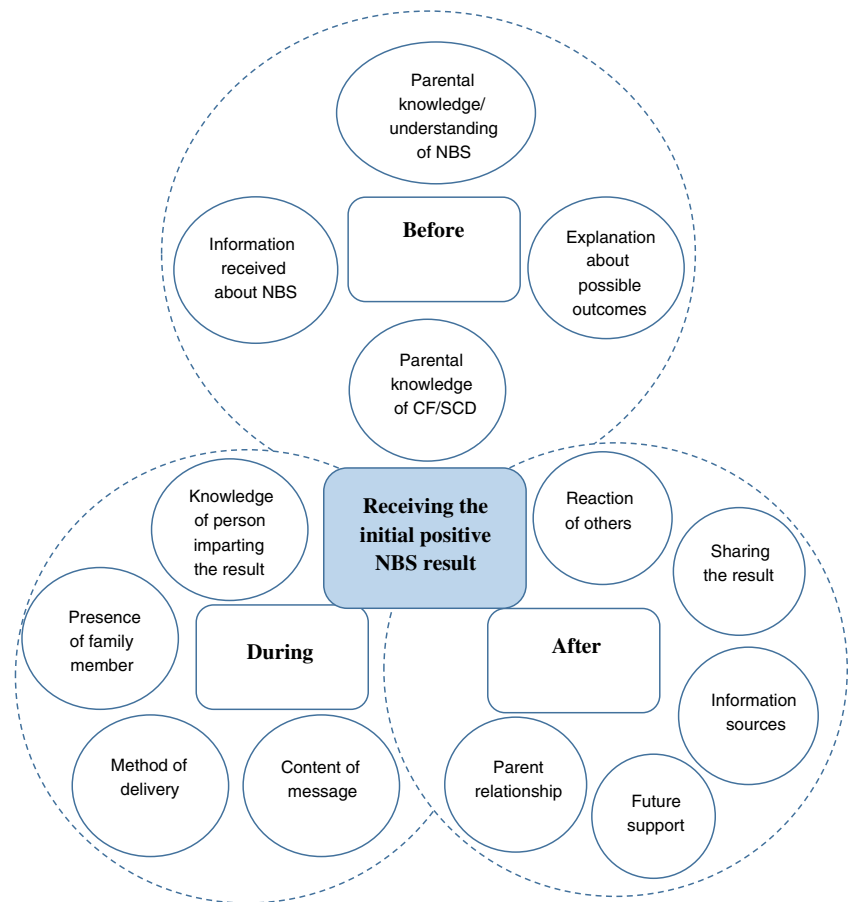 Parental
knowledge/
understanding
of NBS
Before
Information
received
about NBS
Explanation
about
possible
outcomes
Parental
knowledge
of CF/SCD
Receiving the
initial positive
NBS result
Knowledge
of person
imparting
the result
Presence
of family
member
During
Method of
delivery
Content of
message
Reaction
of others
Sharing
the result
After
Information
sources
Parent
relationship
Future
support